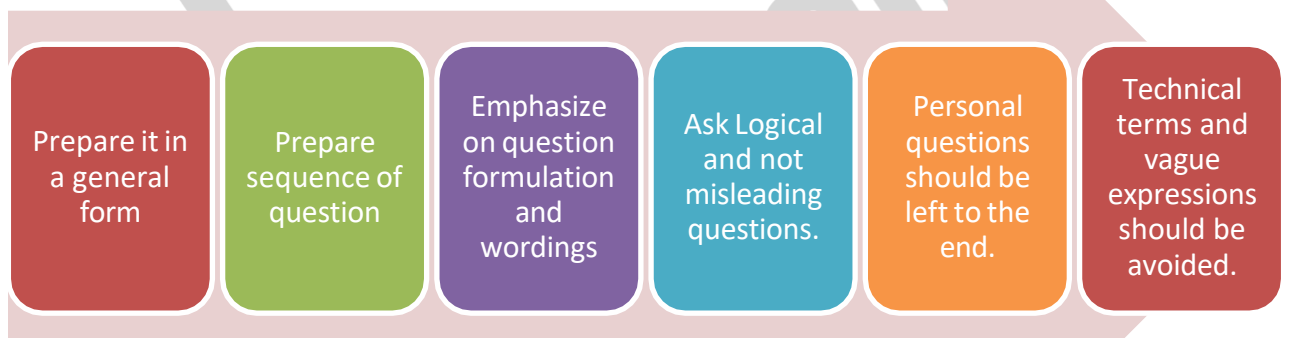 Prepare it in
a general
form
Prepare
sequence of
question
Emphasize
on question
formulation
and
wordings
Ask Logical
and not
misleading
questions.
Personal
questions
should be
left to the
end.
Technical
terms and
vague
expressions
should be
avoided.